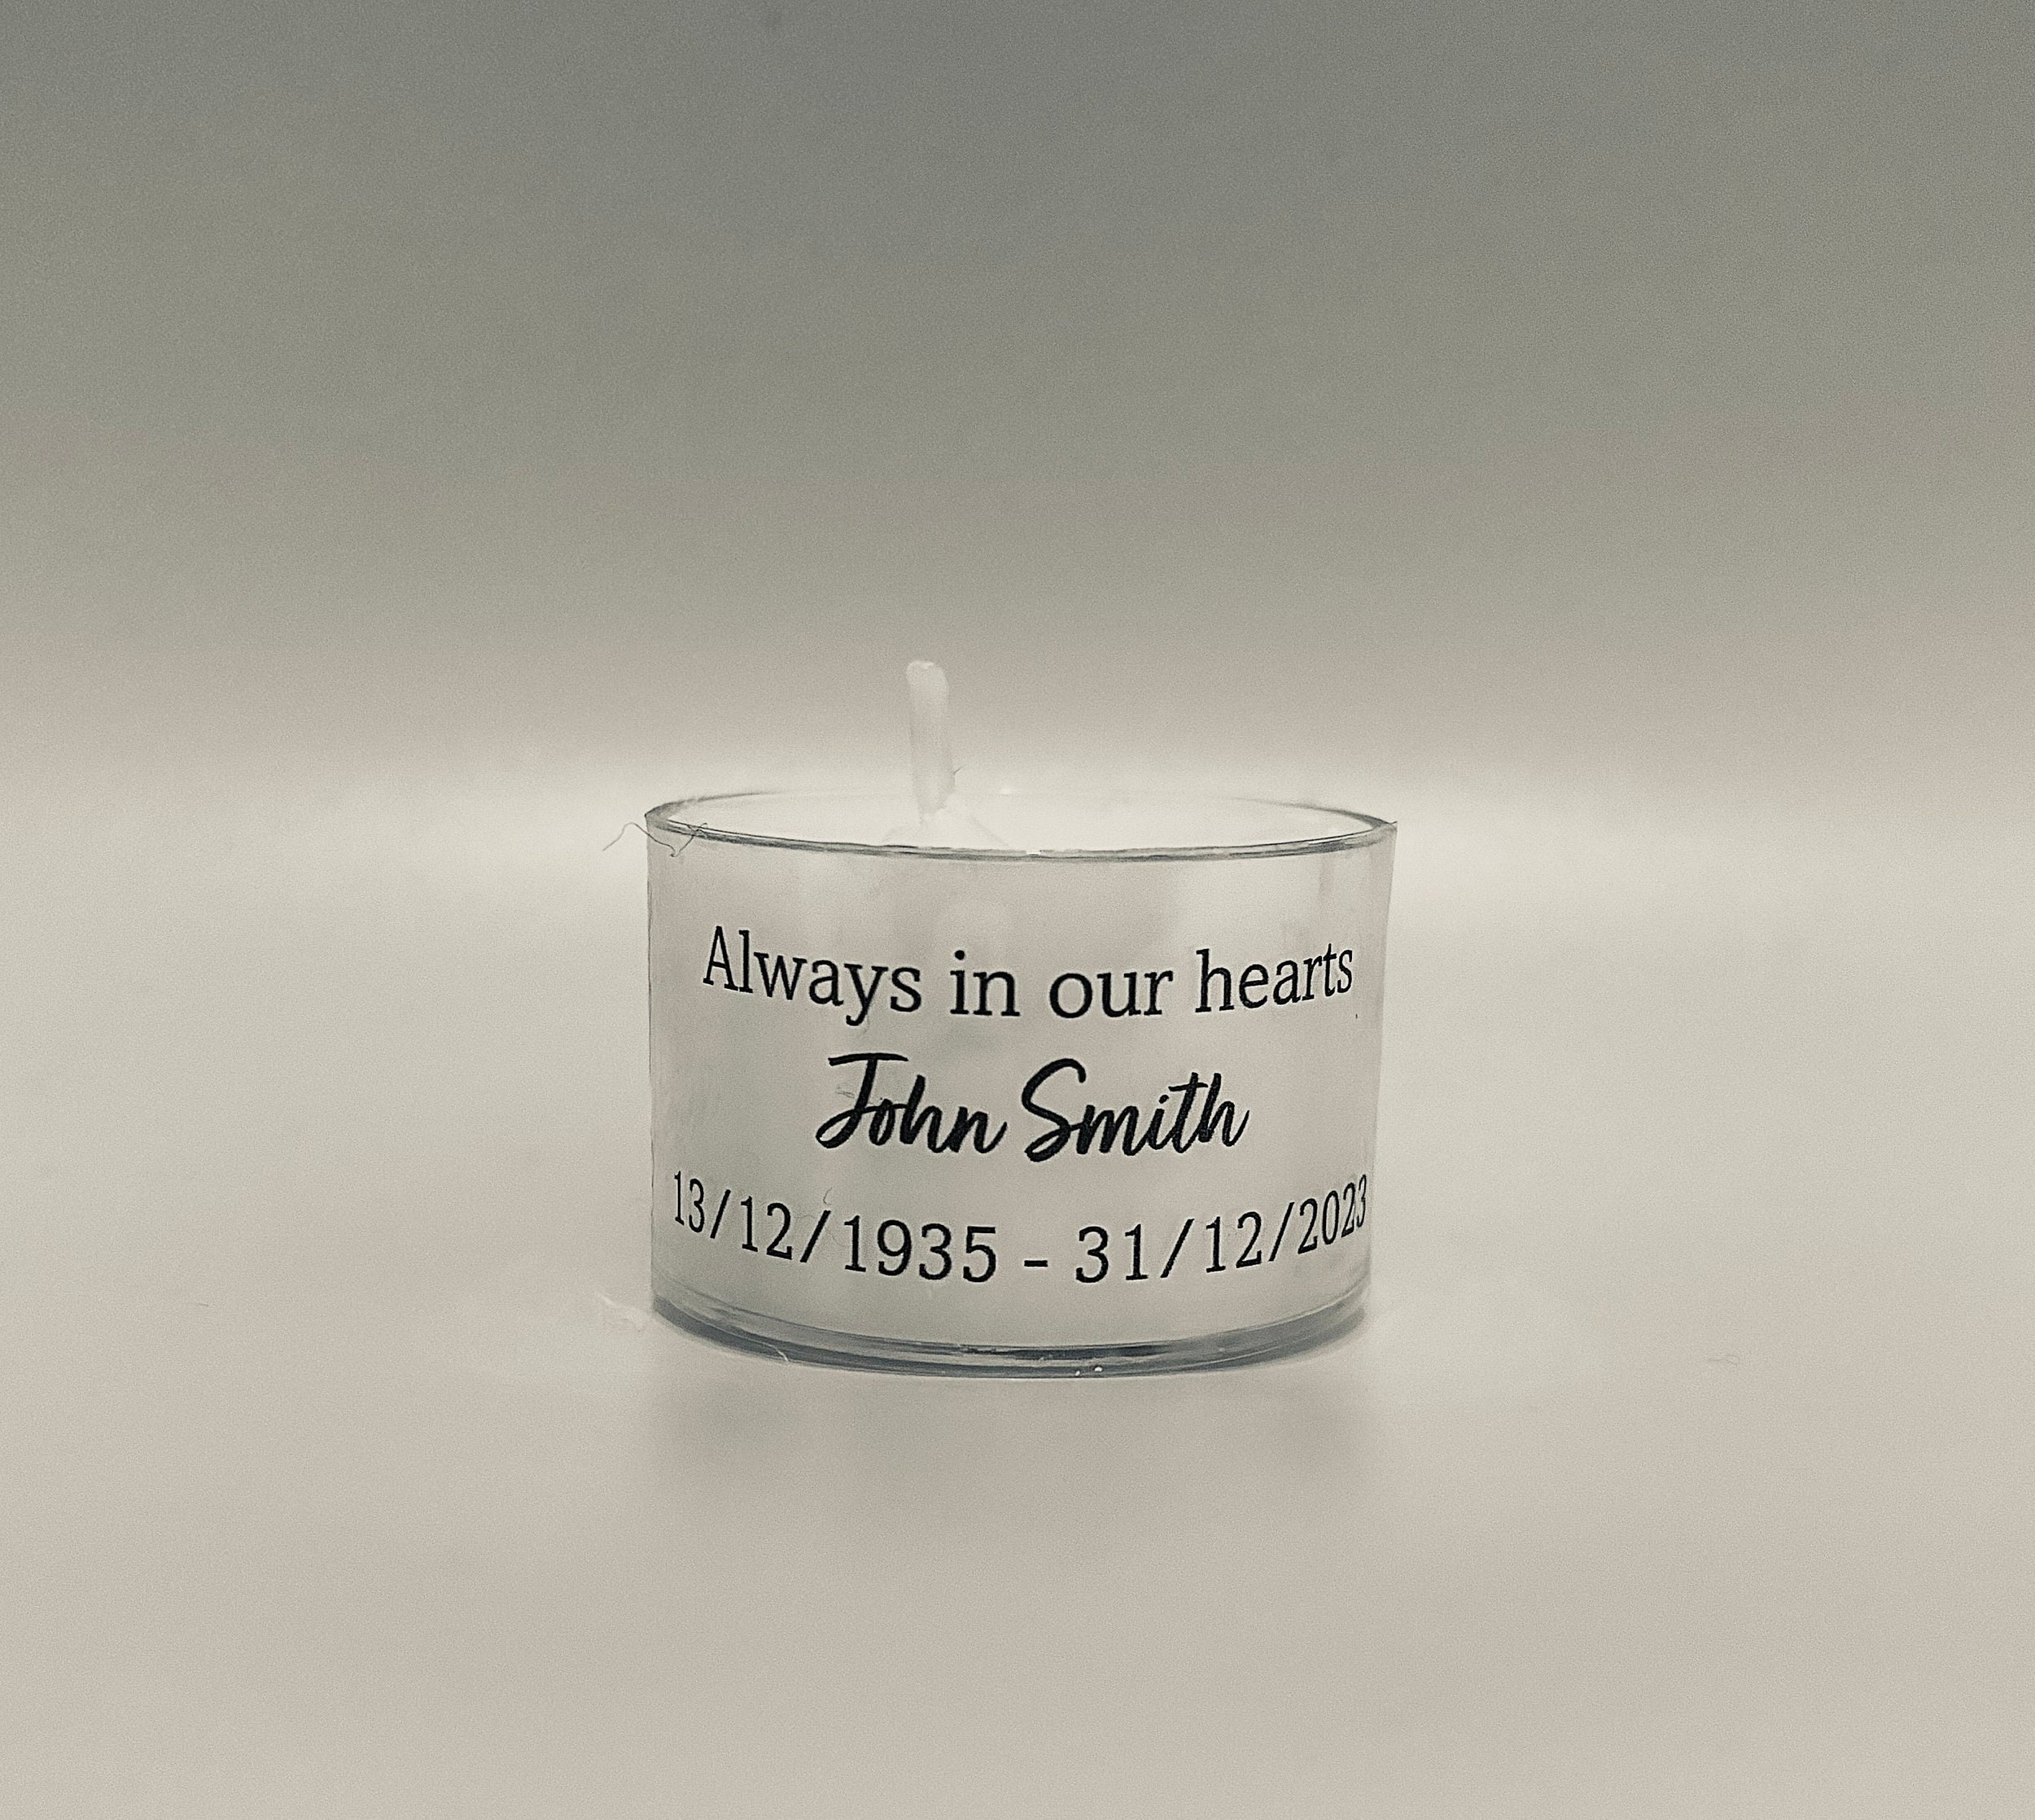 Always in our hearts
John Smith
13/12/1935 - 31/12/2023